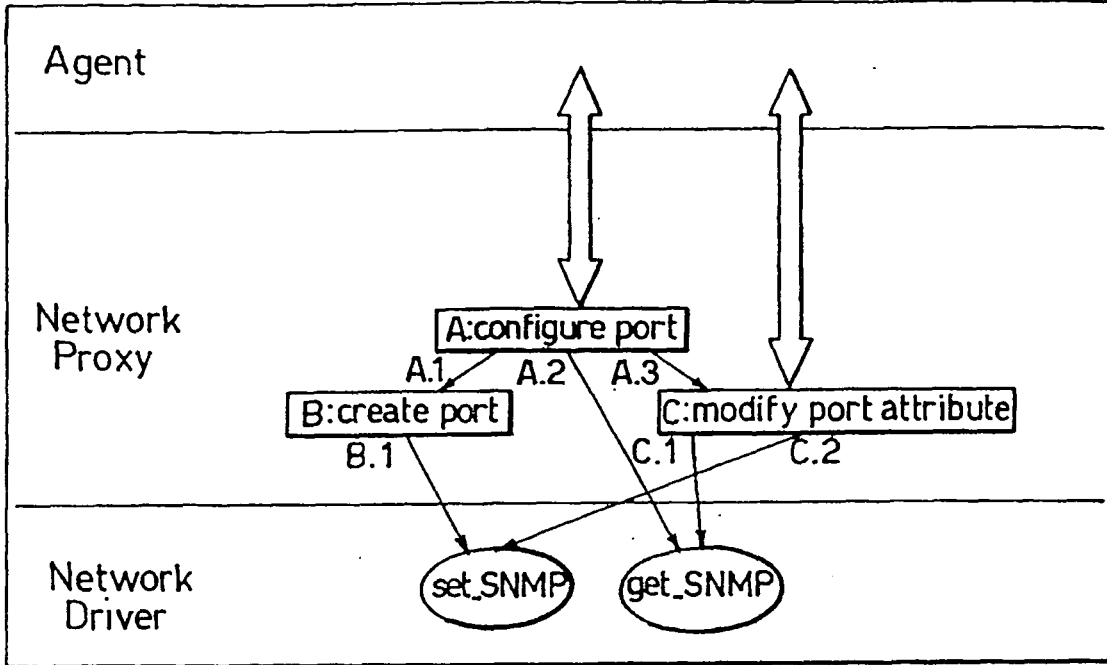 Agent
Network
Proxy
A:configure port
A.1
A.2
A.3
B:create port
C:modify port attribute
B.1
C.1
C.2
Network
Driver
set_SNMP
get_SNMP